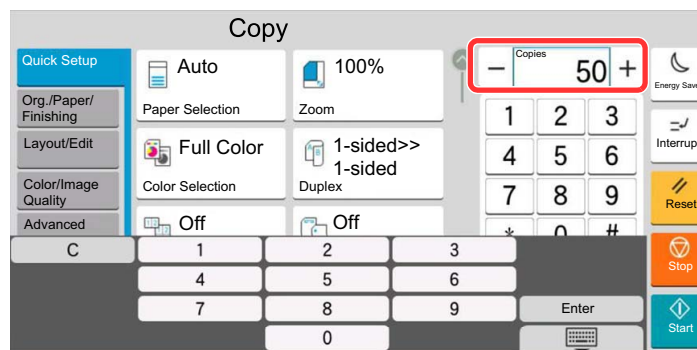 Copy
Quick Setup
Org./Paper/
Finishing
Layout/Edit
Color/Image
Quality
Advanced
Auto
Paper Selection
100%
Zoom
Full Color
Color Selection
1-sided>>
1-sided
Duplex
Off
Off
Copies
− 50 +
1 2 3
4 5 6
7 8 9
* 0 #
Energy Save
Interrup
Reset
Stop
Start
C 1 2 3
4 5 6
7 8 9 Enter
0